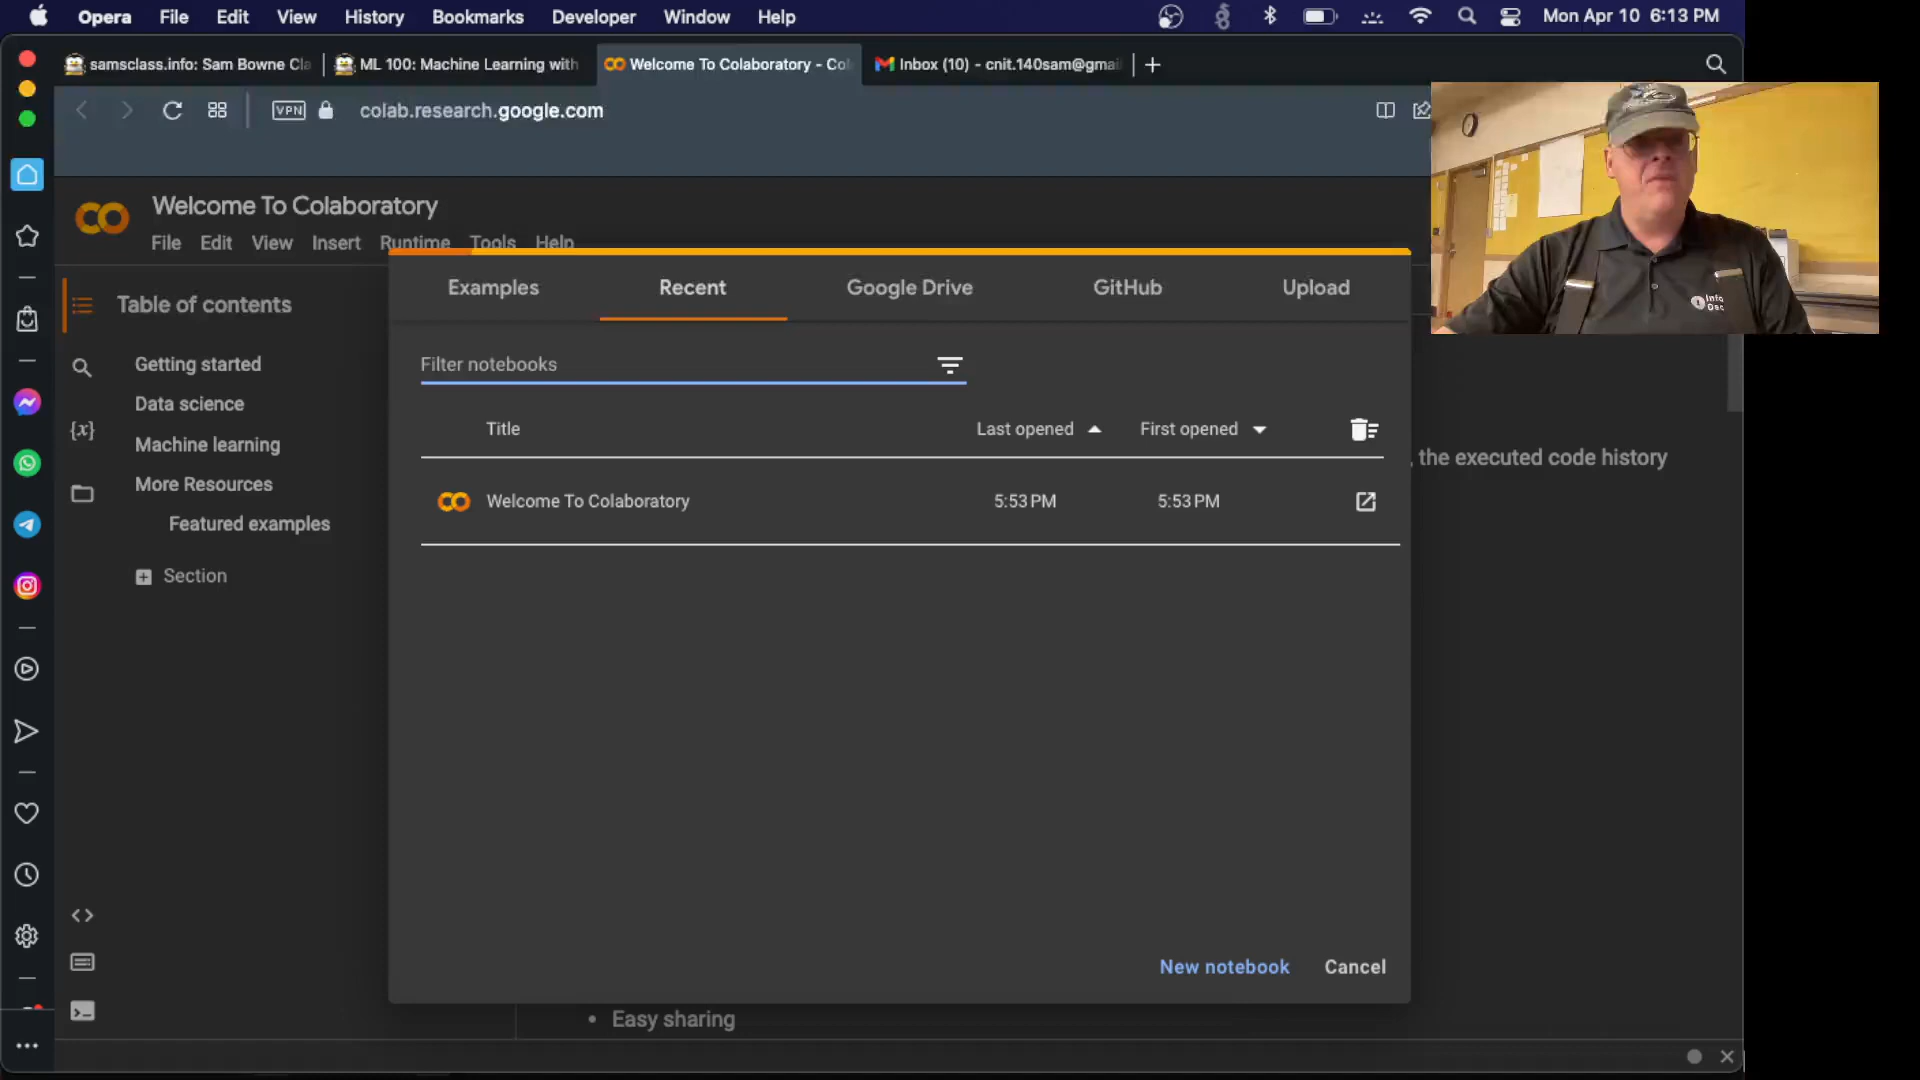 Opera File Edit View History Bookmarks Developer Window Help Mon Apr 10 6:13 PM
samsclass.info: Sam Bowne Cla ML 100: Machine Learning with Welcome To Colaboratory - Col Inbox (10) - cnit.140sam@gmai
VPN colab.research.google.com
Welcome To Colaboratory
File Edit View Insert Runtime Tools Help
Table of contents
Getting started
Data science
Machine learning
More Resources
Featured examples
Section
Examples Recent Google Drive GitHub Upload
Filter notebooks
Title Last opened First opened
Welcome To Colaboratory 5:53 PM 5:53 PM
New notebook Cancel
, the executed code history
Easy sharing
Info